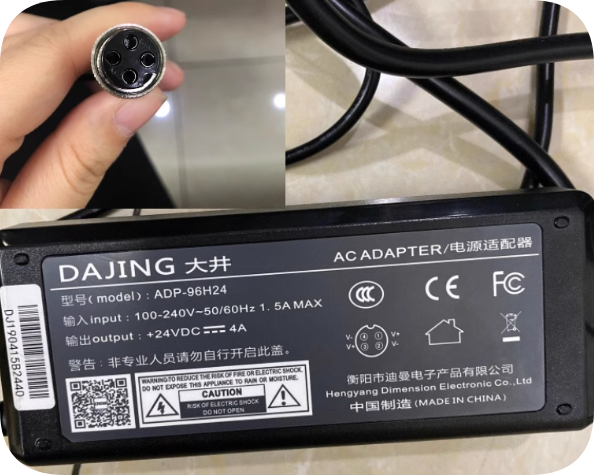 DAJING 大井
AC ADAPTER/电源适配器
型号(model): ADP-96H24
输入input: 100-240V~50/60Hz 1.5A MAX
输出output: +24VDC 4A
警告: 非专业人员请勿自行开启此盖。
CCC
CE
FC
V- V+
V- V+
WARNING:TO REDUCE THE RISK OF FIRE OR ELECTRIC SHOCK,
DO NOT EXPOSE THIS APPLIANCE TO RAIN OR MOISTURE.
CAUTION
RISK OF ELECTRIC SHOCK
DO NOT OPEN
衡阳市迪曼电子产品有限公司
Hengyang Dimension Electronic Co.,Ltd
中国制造 (MADE IN CHINA)
DJ190415B2440